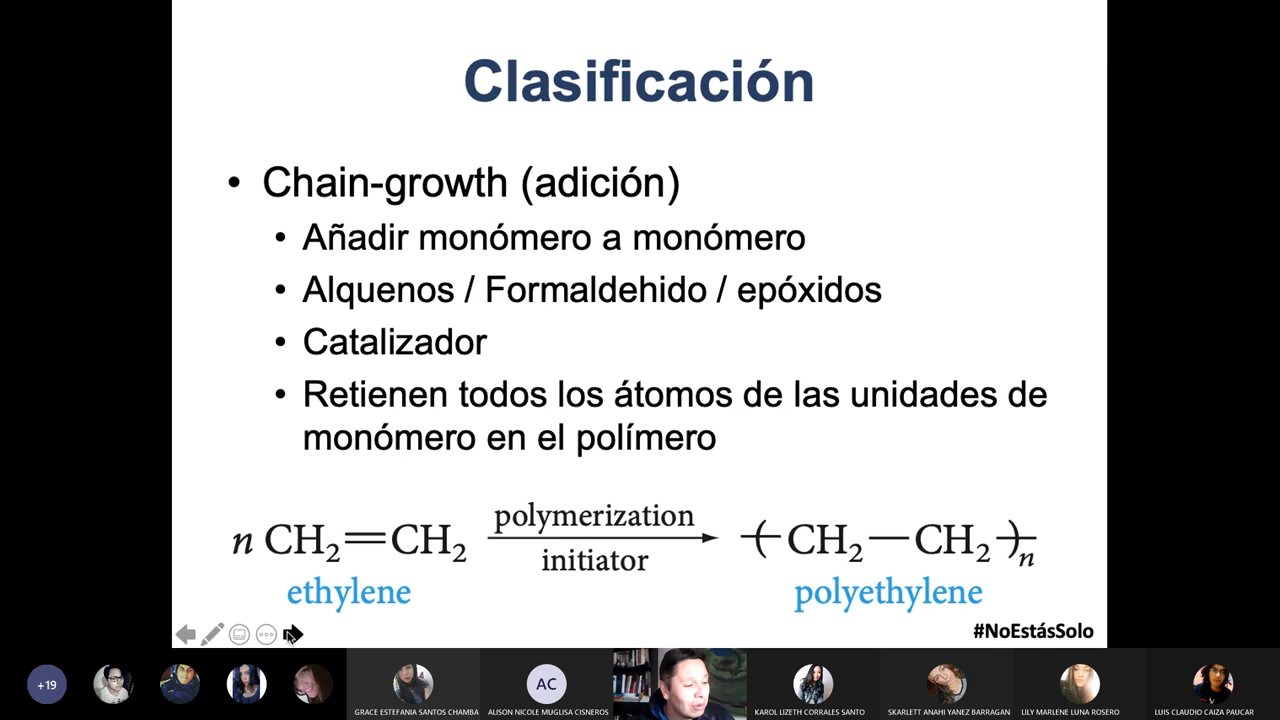 Clasificación
• Chain-growth (adición)
• Añadir monómero a monómero
• Alquenos / Formaldehido / epóxidos
• Catalizador
• Retienen todos los átomos de las unidades de
monómero en el polímero
n CH₂=CH₂ polymerization initiator (CH₂—CH₂)ₙ
ethylene polyethylene
#NoEstásSolo
+19
AC
GRACE ESTEFANIA SANTOS CHAMBA
ALISON NICOLE MUGLISA CISNEROS
KAROL LIZETH CORRALES SANTO
SKARLETT ANAHI YANEZ BARRAGAN
LILY MARLENE LUNA ROSERO
LUIS CLAUDIO CAIZA PAUCAR